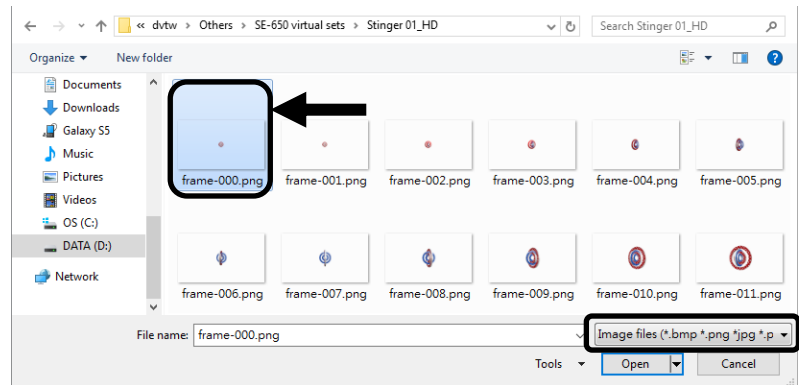 « dvtw > Others > SE-650 virtual sets > Stinger 01_HD
Search Stinger 01_HD
Organize
New folder
Documents
Downloads
Galaxy S5
Music
Pictures
Videos
OS (C:)
DATA (D:)
Network
frame-000.png
frame-001.png
frame-002.png
frame-003.png
frame-004.png
frame-005.png
frame-006.png
frame-007.png
frame-008.png
frame-009.png
frame-010.png
frame-011.png
File name: frame-000.png
Image files (*.bmp *.png *jpg *.p
Tools
Open
Cancel